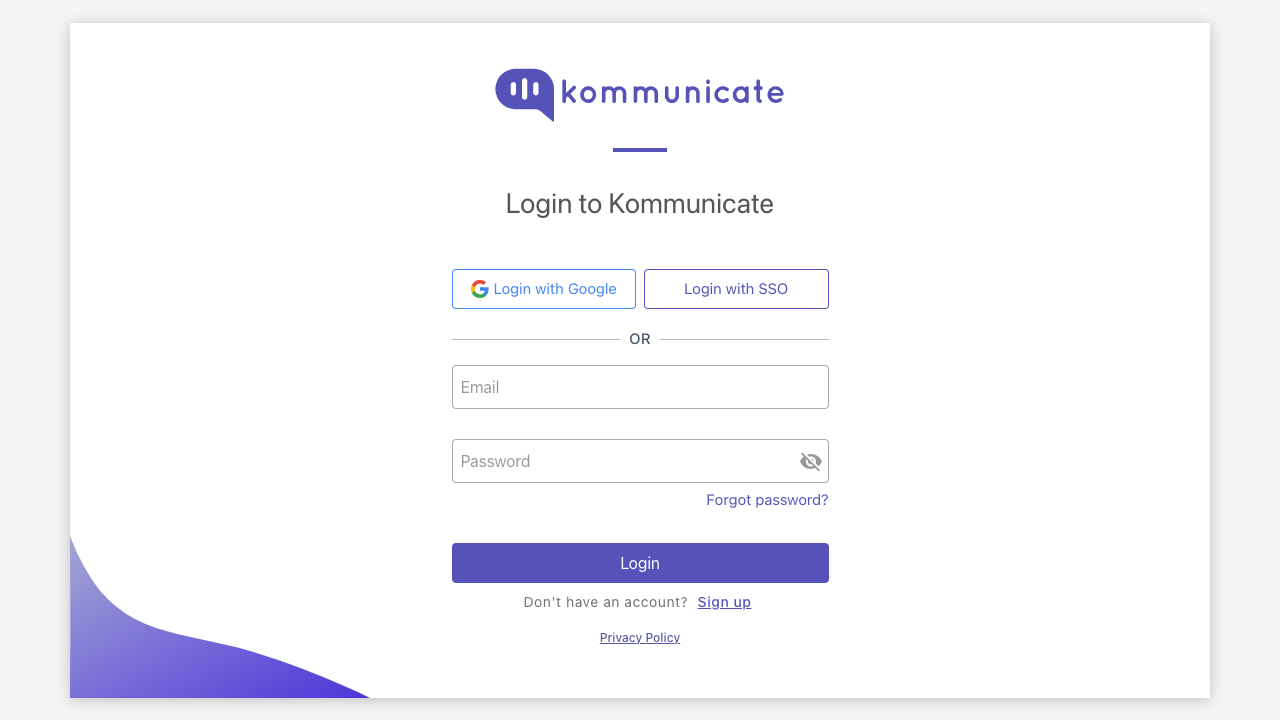 kommunicate
Login to Kommunicate
Login with Google
Login with SSO
OR
Email
Password
Forgot password?
Login
Don't have an account? Sign up
Privacy Policy